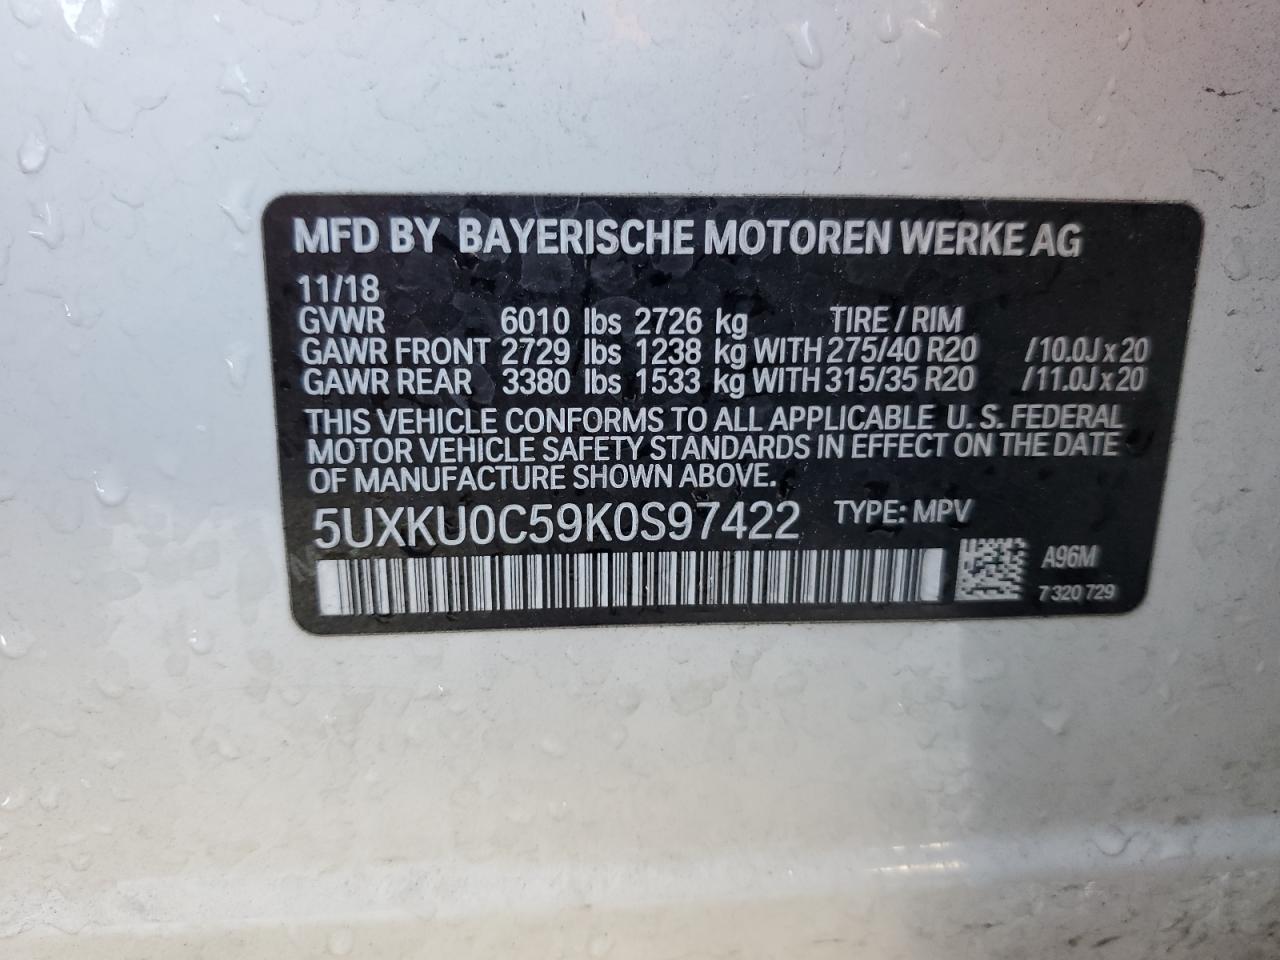 MFD BY BAYERISCHE MOTOREN WERKE AG
11/18
GVWR 6010 lbs 2726 kg TIRE / RIM
GAWR FRONT 2729 lbs 1238 kg WITH 275/40 R20 /10.0J x 20
GAWR REAR 3380 lbs 1533 kg WITH 315/35 R20 /11.0J x 20
THIS VEHICLE CONFORMS TO ALL APPLICABLE U. S. FEDERAL
MOTOR VEHICLE SAFETY STANDARDS IN EFFECT ON THE DATE
OF MANUFACTURE SHOWN ABOVE.
5UXKU0C59K0S97422 TYPE: MPV
A96M
7 320 729